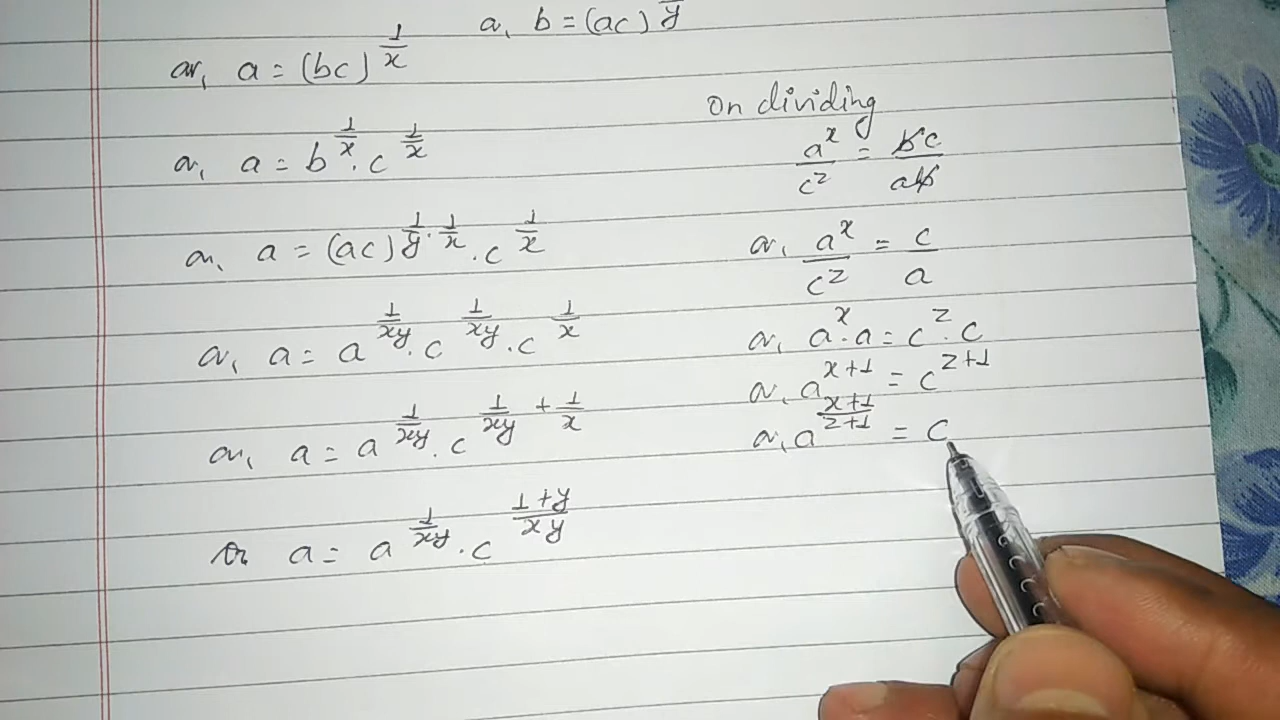 or, b = (ac)^{1/y}
or, a = (bc)^{1/x}
or, a = b^{1/x} . c^{1/x}
or, a = (ac)^{1/y . 1/x} . c^{1/x}
or, a = a^{1/xy} . c^{1/xy} . c^{1/x}
or, a = a^{1/xy} . c^{1/xy + 1/x}
or a = a^{1/xy} . c^{1+y/xy}
on dividing
a^x/c^z = bc/ab
or, a^x/c^z = c/a
or, a^x . a = c^z . c
or, a^{x+1} = c^{z+1}
or, a^{x+1/z+1} = c